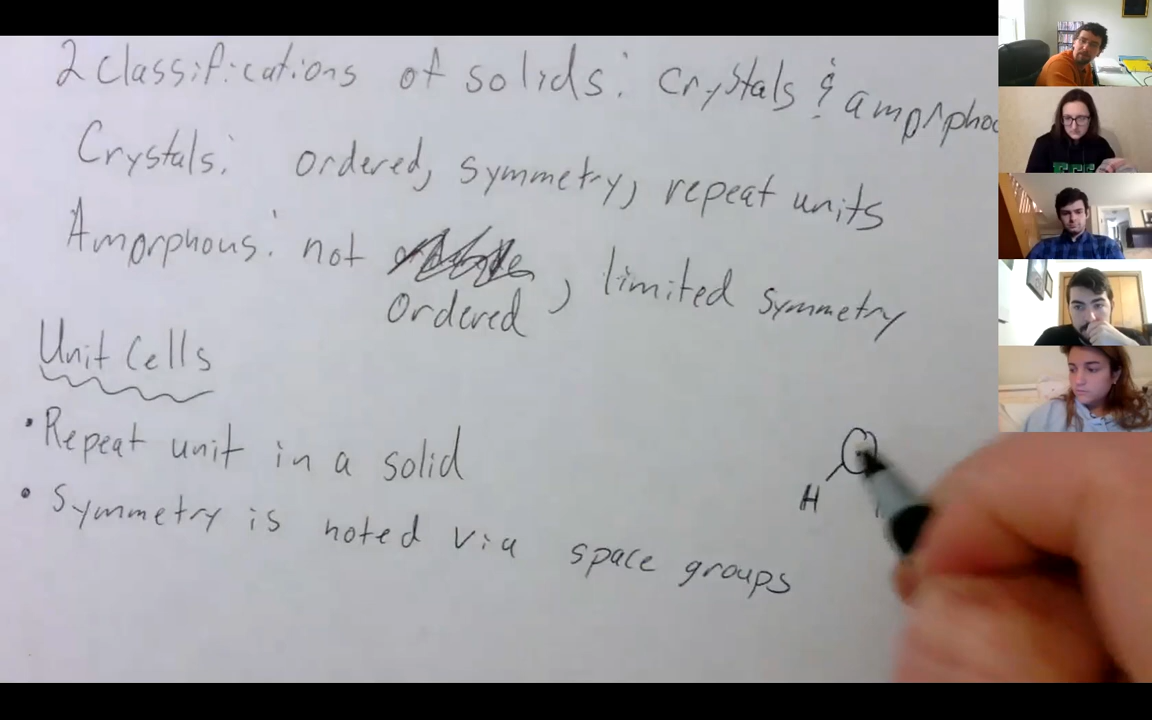 2 Classifications of solids: Crystals & amorpho
Crystals: ordered, symmetry, repeat units
Amorphous: not ordered, limited symmetry
Unit Cells
• Repeat unit in a solid
• Symmetry is noted via space groups
O
H